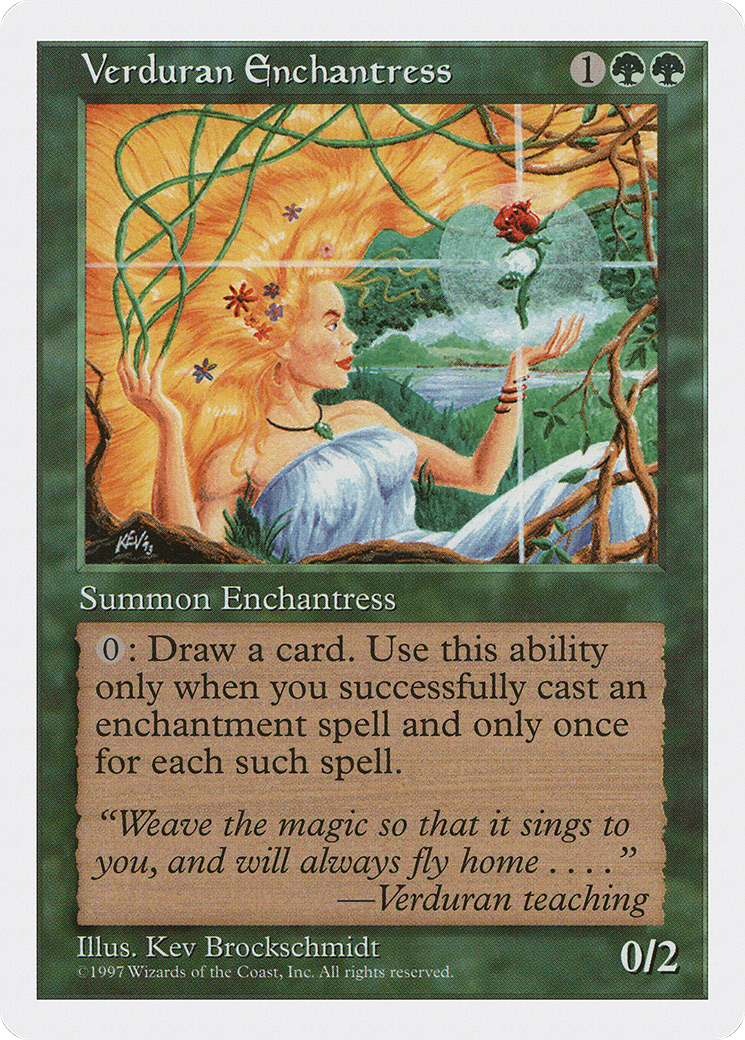 Verduran Enchantress 1
KEV '93
Summon Enchantress
0: Draw a card. Use this ability
only when you successfully cast an
enchantment spell and only once
for each such spell.
“Weave the magic so that it sings to
you, and will always fly home . . . .”
—Verduran teaching
Illus. Kev Brockschmidt
©1997 Wizards of the Coast, Inc. All rights reserved.
0/2